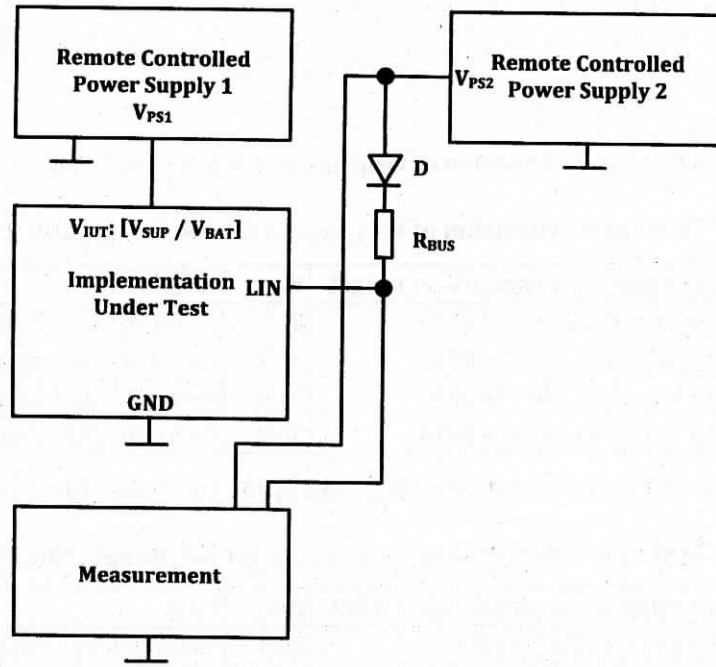 Remote Controlled
Power Supply 1
VPS1
VPS2
Remote Controlled
Power Supply 2
D
RBUS
VIUT: [VSUP / VBAT]
LIN
Implementation
Under Test
GND
Measurement